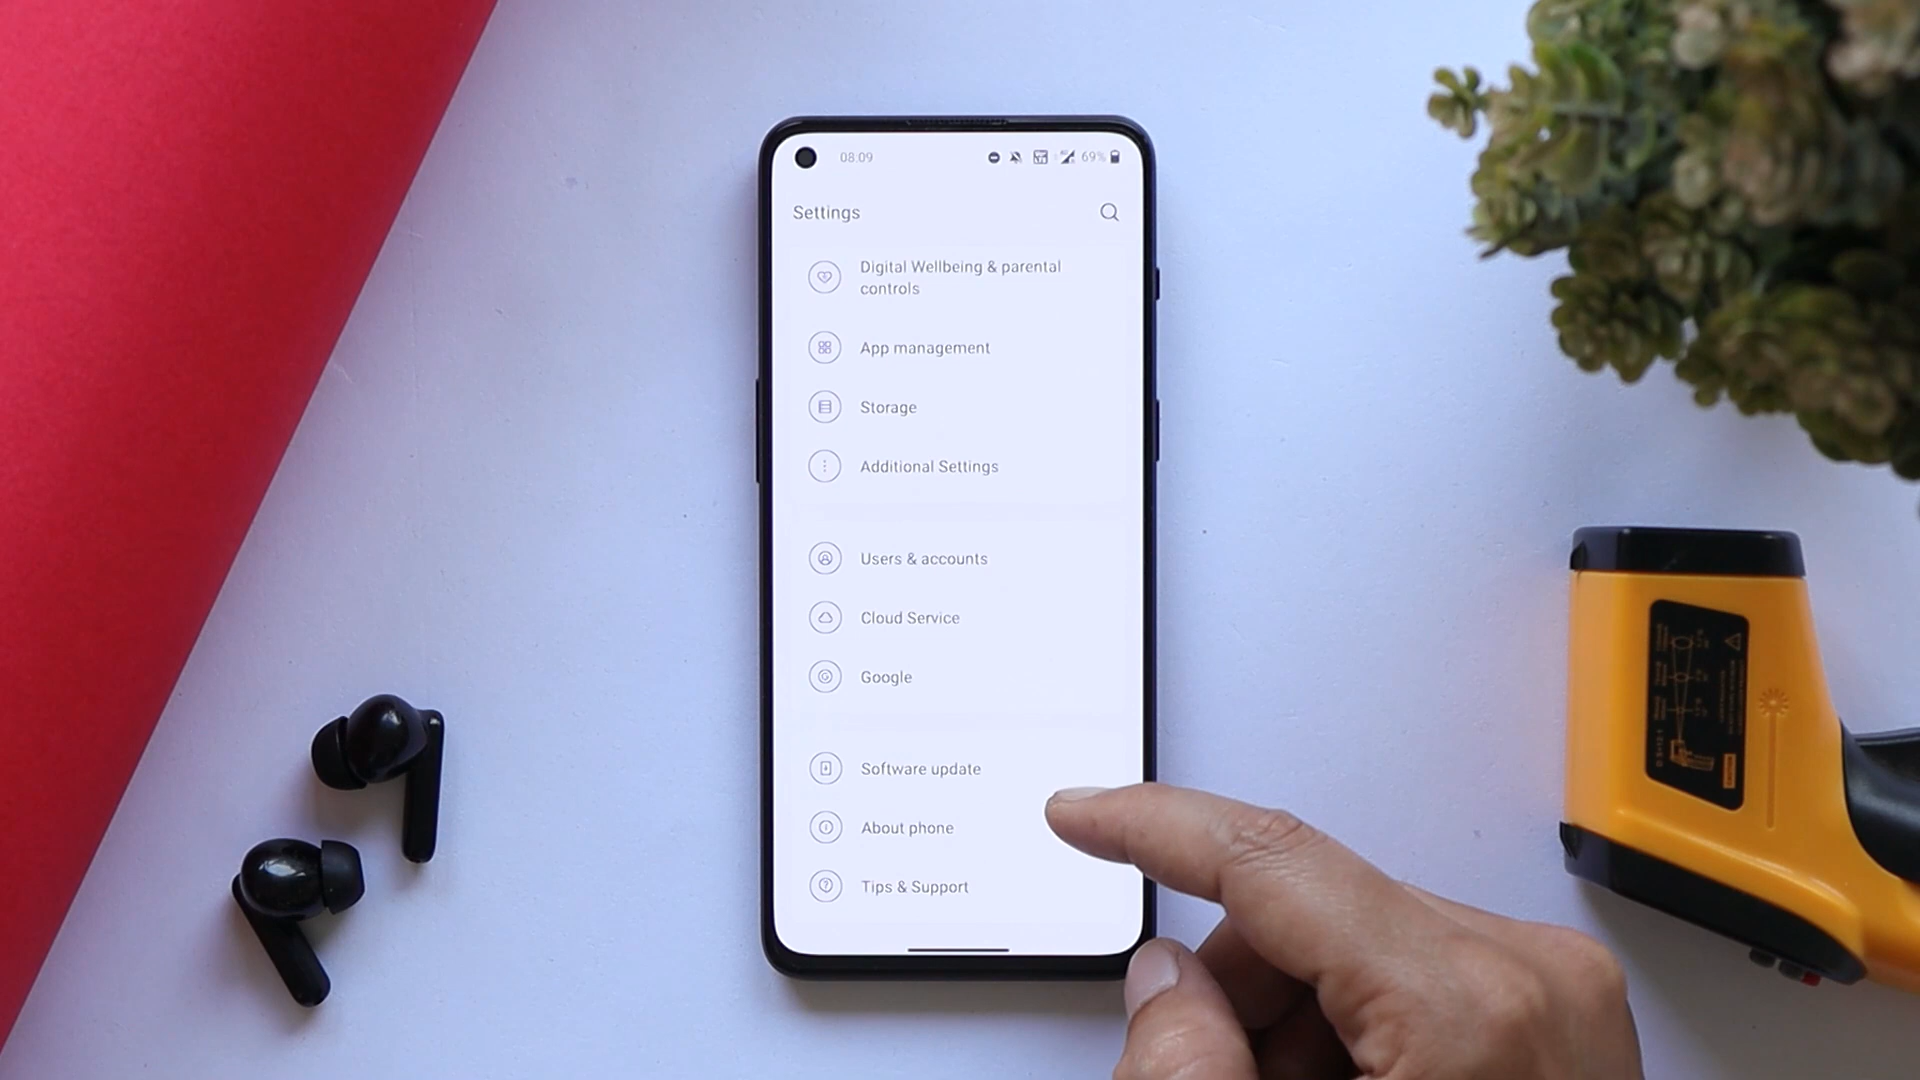 08:09
69%
Settings
Digital Wellbeing & parental
controls
App management
Storage
Additional Settings
Users & accounts
Cloud Service
Google
Software update
About phone
Tips & Support